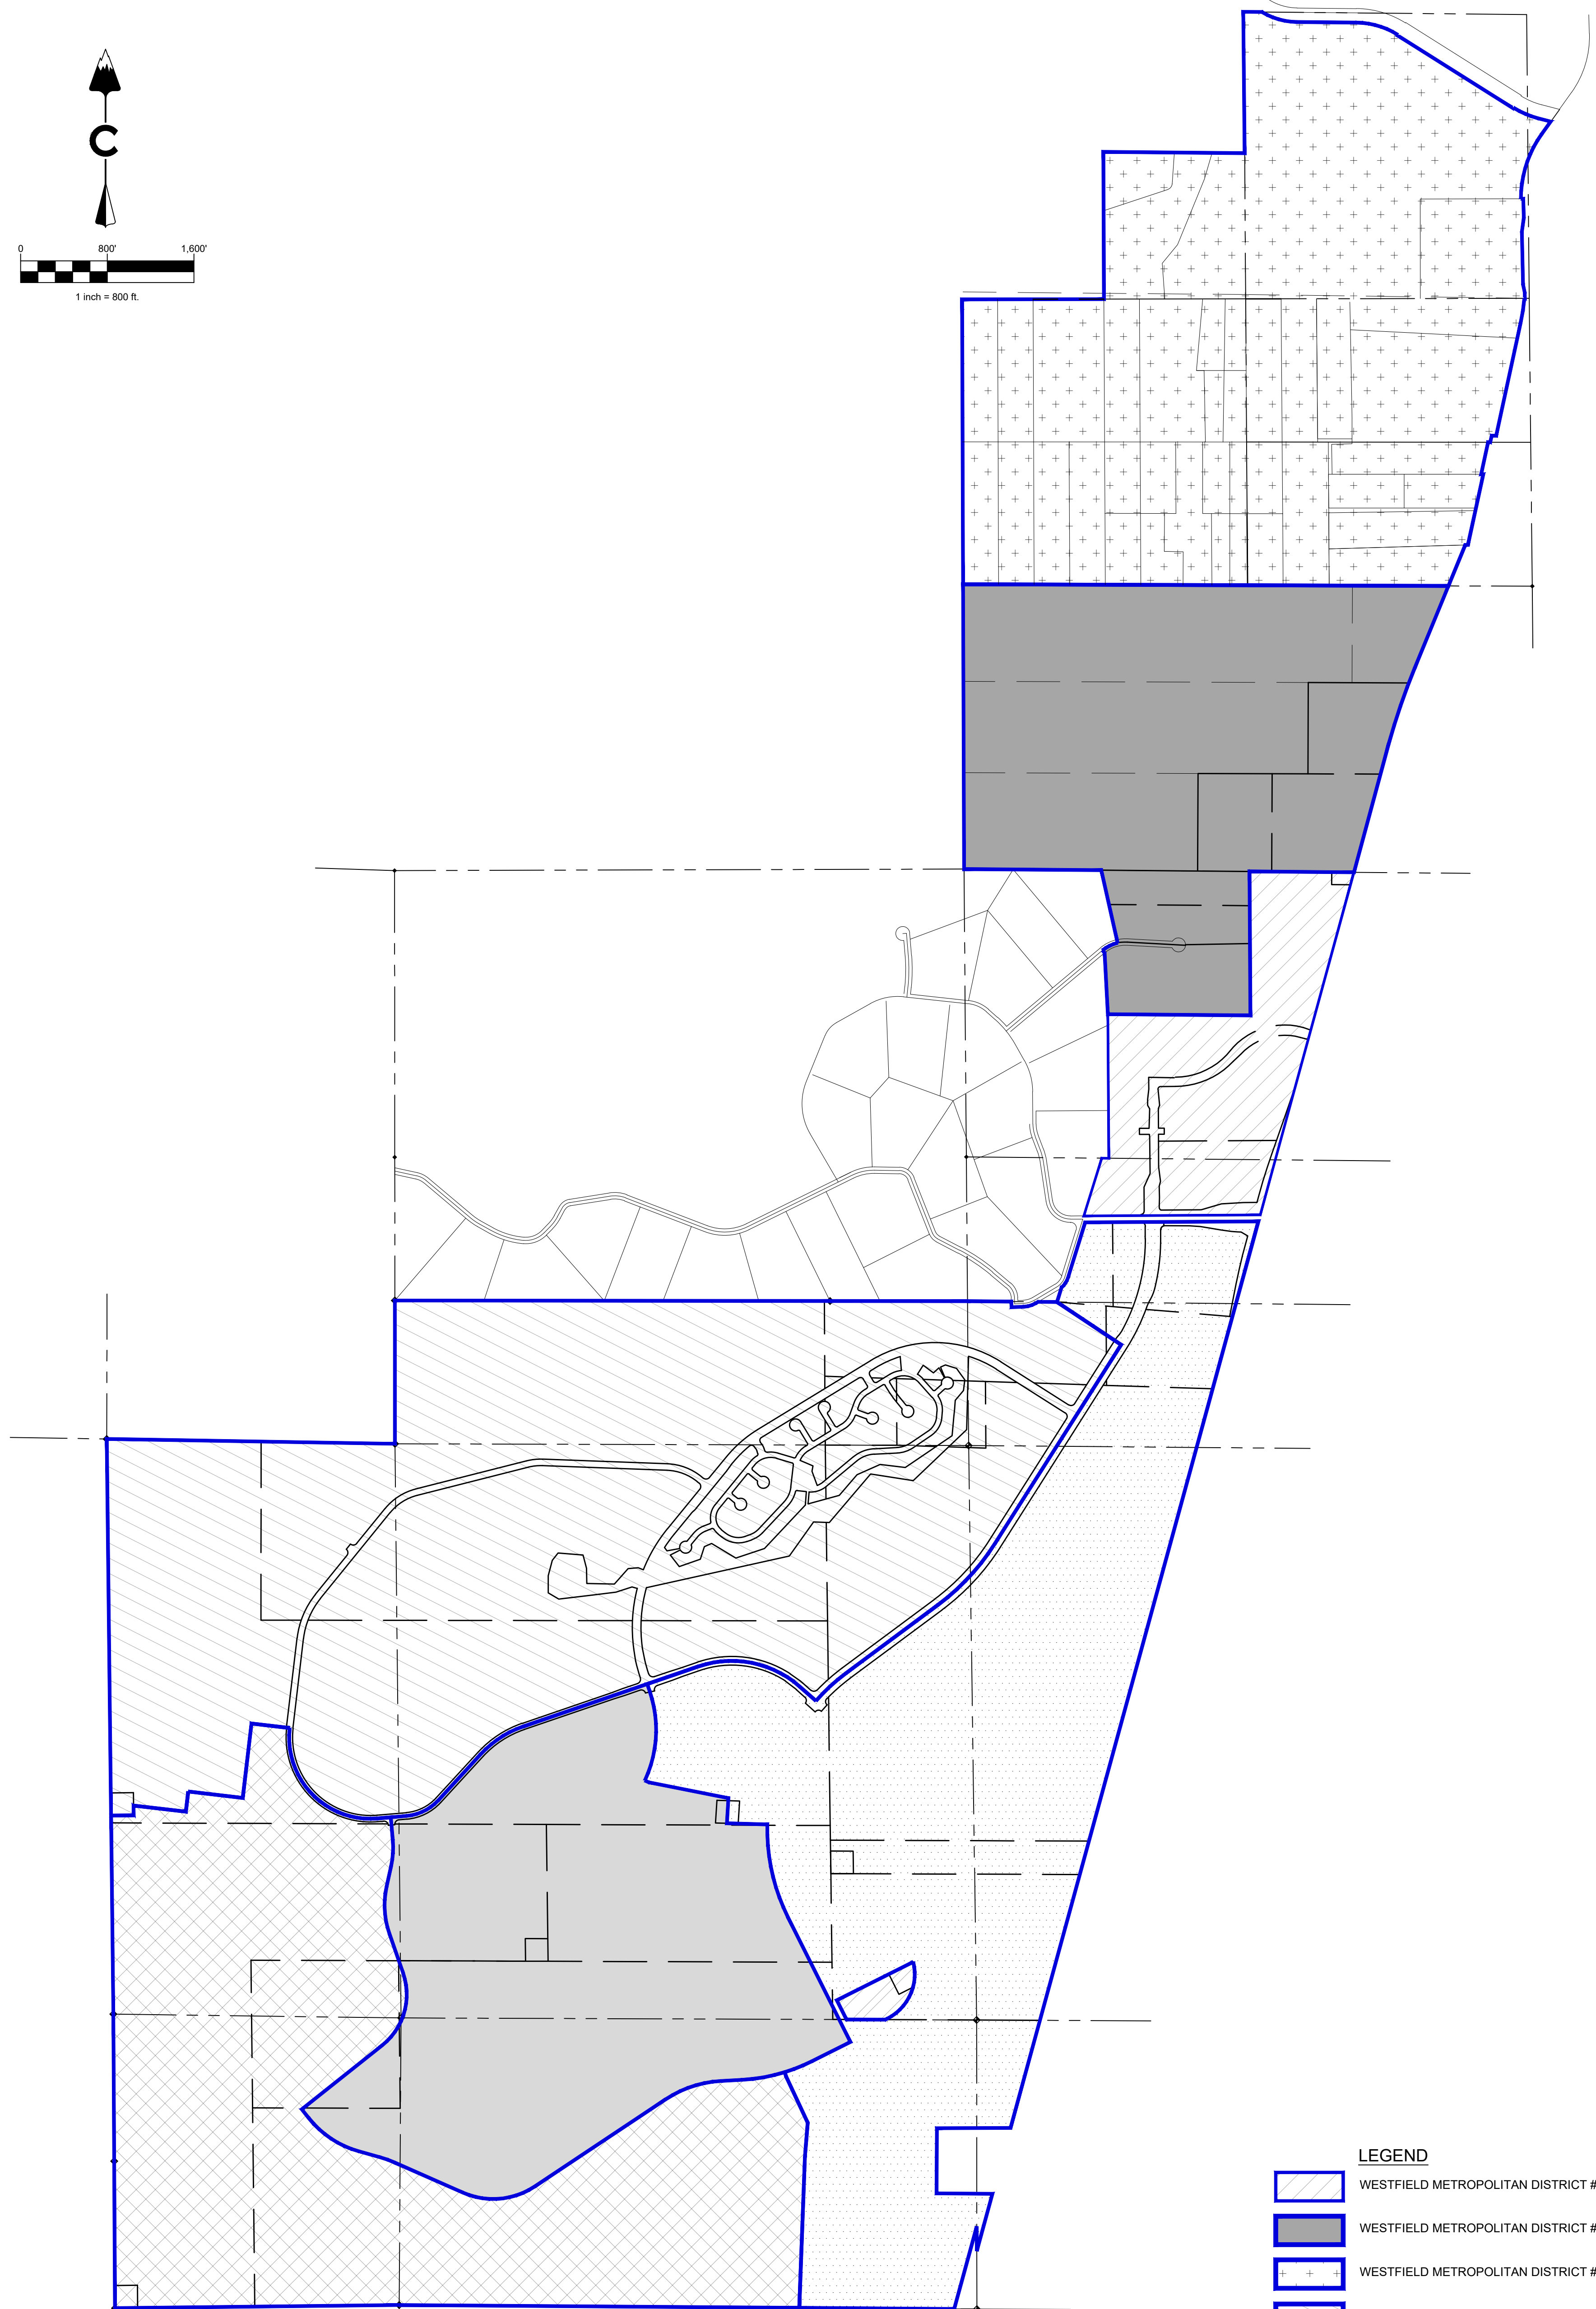 C
0 800' 1,600'
1 inch = 800 ft.
LEGEND
WESTFIELD METROPOLITAN DISTRICT #
WESTFIELD METROPOLITAN DISTRICT #
WESTFIELD METROPOLITAN DISTRICT #